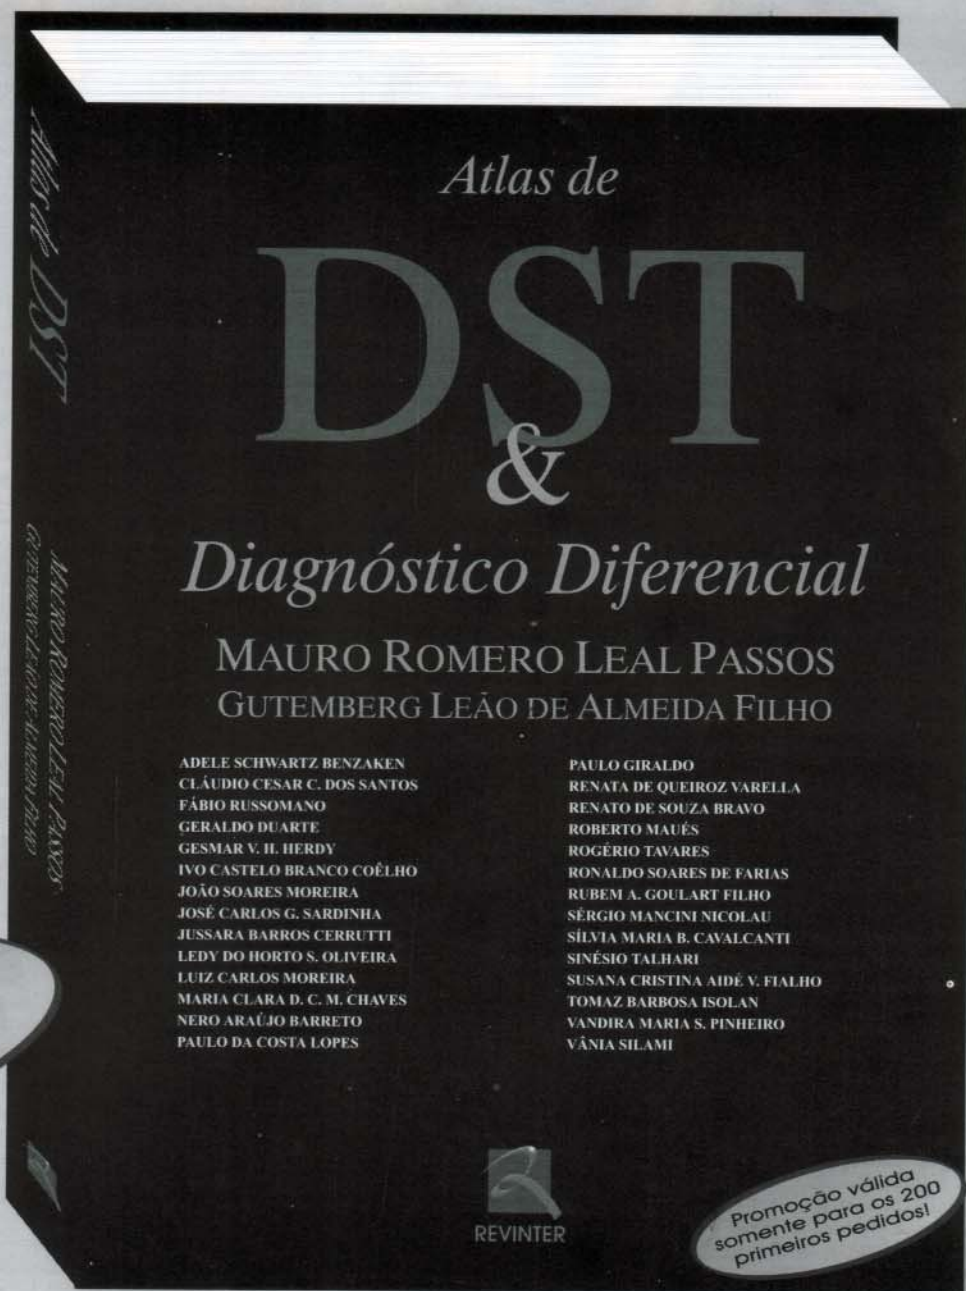 Atlas de
DST
&
Diagnóstico Diferencial
MAURO ROMERO LEAL PASSOS
GUTEMBERG LEÃO DE ALMEIDA FILHO
ADELE SCHWARTZ BENZAKEN
CLÁUDIO CESAR C. DOS SANTOS
FÁBIO RUSSOMANO
GERALDO DUARTE
GESMAR V. H. HERDY
IVO CASTELO BRANCO COÊLHO
JOÃO SOARES MOREIRA
JOSÉ CARLOS G. SARDINHA
JUSSARA BARROS CERRUTTI
LEDY DO HORTO S. OLIVEIRA
LUIZ CARLOS MOREIRA
MARIA CLARA D. C. M. CHAVES
NERO ARAÚJO BARRETO
PAULO DA COSTA LOPES
PAULO GIRALDO
RENATA DE QUEIROZ VARELLA
RENATO DE SOUZA BRAVO
ROBERTO MAUÉS
ROGÉRIO TAVARES
RONALDO SOARES DE FARIAS
RUBEM A. GOULART FILHO
SÉRGIO MANCINI NICOLAU
SÍLVIA MARIA B. CAVALCANTI
SINÉSIO TALHARI
SUSANA CRISTINA AIDÉ V. FIALHO
TOMAZ BARBOSA ISOLAN
VANDIRA MARIA S. PINHEIRO
VÂNIA SILAMI
REVINTER
Promoção válida
somente para os 200
primeiros pedidos!
Atlas de DST
MAURO ROMERO LEAL PASSOS
GUTEMBERG LEÃO DE ALMEIDA FILHO